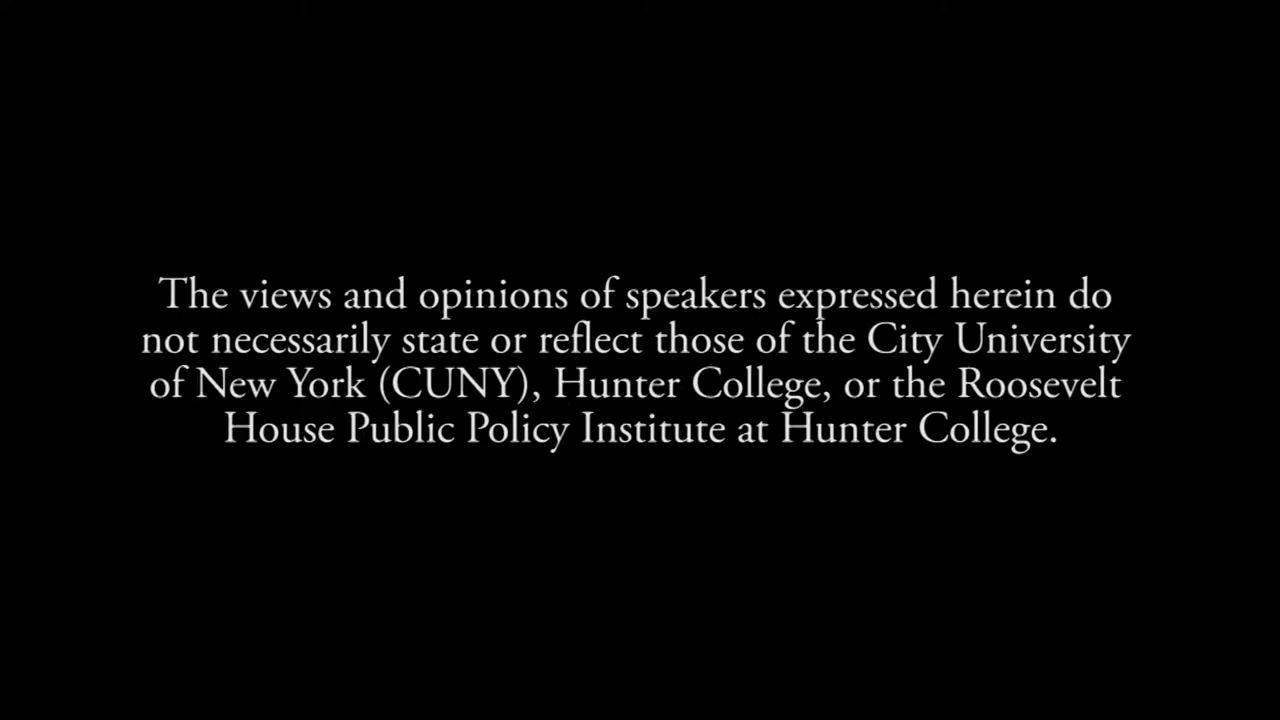 The views and opinions of speakers expressed herein do
not necessarily state or reflect those of the City University
of New York (CUNY), Hunter College, or the Roosevelt
House Public Policy Institute at Hunter College.